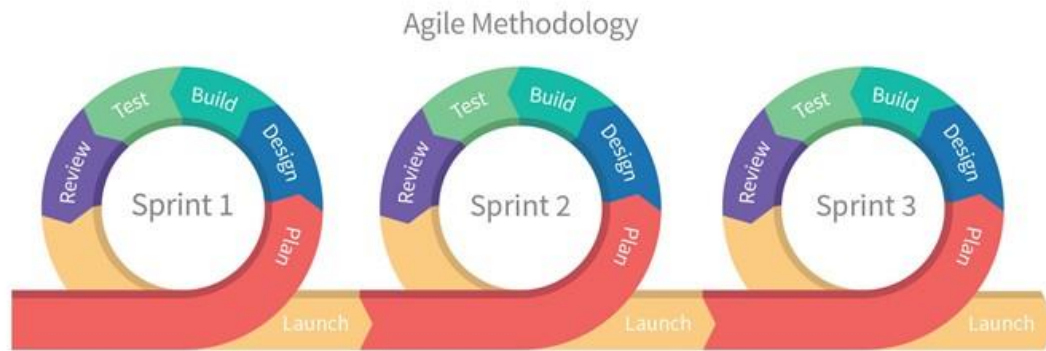 Agile Methodology
Sprint 1
Plan
Design
Build
Test
Review
Launch
Sprint 2
Plan
Design
Build
Test
Review
Launch
Sprint 3
Plan
Design
Build
Test
Review
Launch